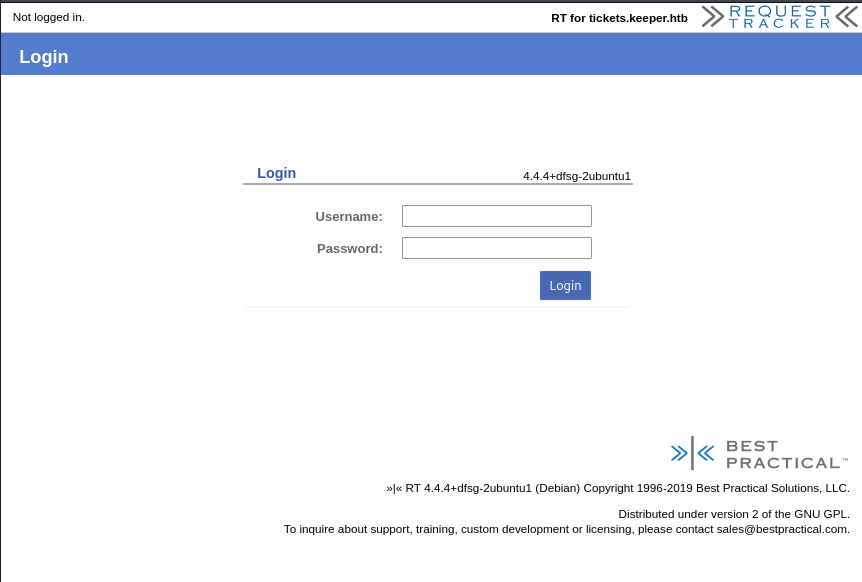 Not logged in.
RT for tickets.keeper.htb
REQUEST
TRACKER
Login
Login
4.4.4+dfsg-2ubuntu1
Username:
Password:
Login
BEST
PRACTICAL™
»|« RT 4.4.4+dfsg-2ubuntu1 (Debian) Copyright 1996-2019 Best Practical Solutions, LLC.
Distributed under version 2 of the GNU GPL.
To inquire about support, training, custom development or licensing, please contact sales@bestpractical.com.